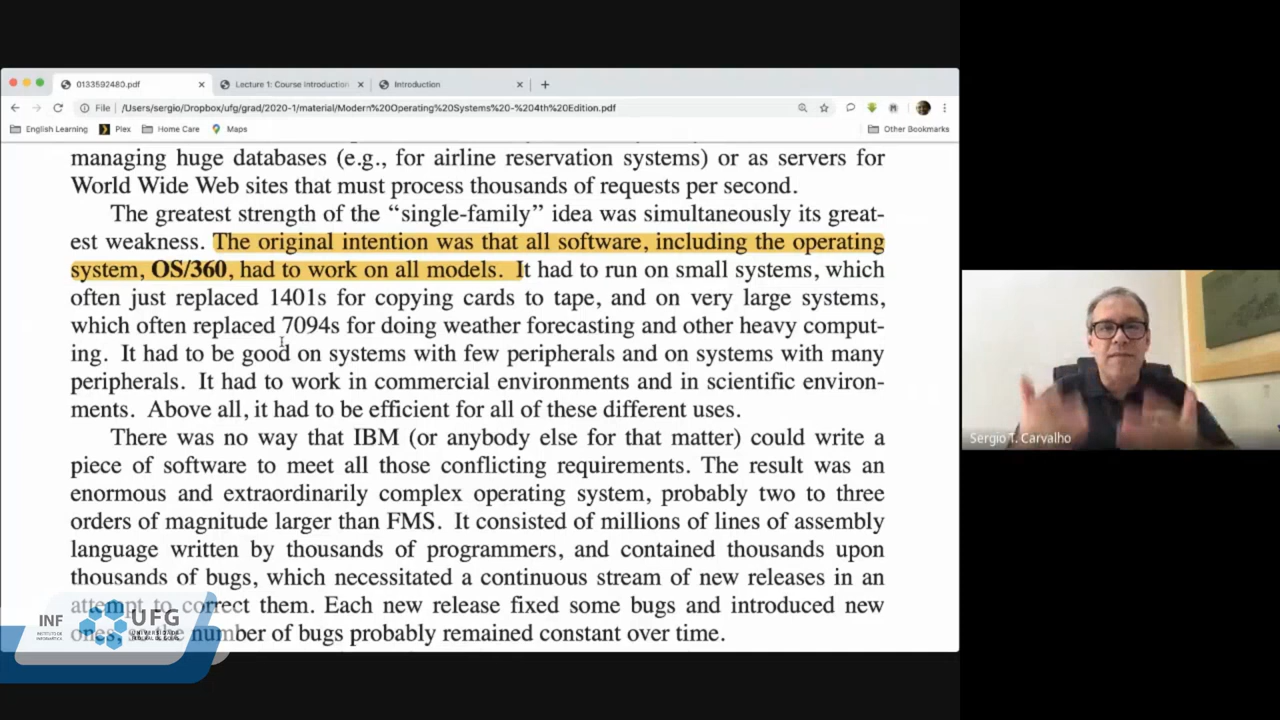 0133592480.pdf
Lecture 1: Course Introduction
Introduction
File
/Users/sergio/Dropbox/ufg/grad/2020-1/material/Modern%20Operating%20Systems%20-%204th%20Edition.pdf
English Learning
Plex
Home Care
Maps
Other Bookmarks
managing huge databases (e.g., for airline reservation systems) or as servers for
World Wide Web sites that must process thousands of requests per second.
The greatest strength of the “single-family” idea was simultaneously its great-
est weakness. The original intention was that all software, including the operating
system, OS/360, had to work on all models. It had to run on small systems, which
often just replaced 1401s for copying cards to tape, and on very large systems,
which often replaced 7094s for doing weather forecasting and other heavy comput-
ing. It had to be good on systems with few peripherals and on systems with many
peripherals. It had to work in commercial environments and in scientific environ-
ments. Above all, it had to be efficient for all of these different uses.
There was no way that IBM (or anybody else for that matter) could write a
piece of software to meet all those conflicting requirements. The result was an
enormous and extraordinarily complex operating system, probably two to three
orders of magnitude larger than FMS. It consisted of millions of lines of assembly
language written by thousands of programmers, and contained thousands upon
thousands of bugs, which necessitated a continuous stream of new releases in an
attempt to correct them. Each new release fixed some bugs and introduced new
ones, the number of bugs probably remained constant over time.
Sergio T. Carvalho
INF
INSTITUTO DE
INFORMÁTICA
UFG
UNIVERSIDADE
FEDERAL DE GOIÁS